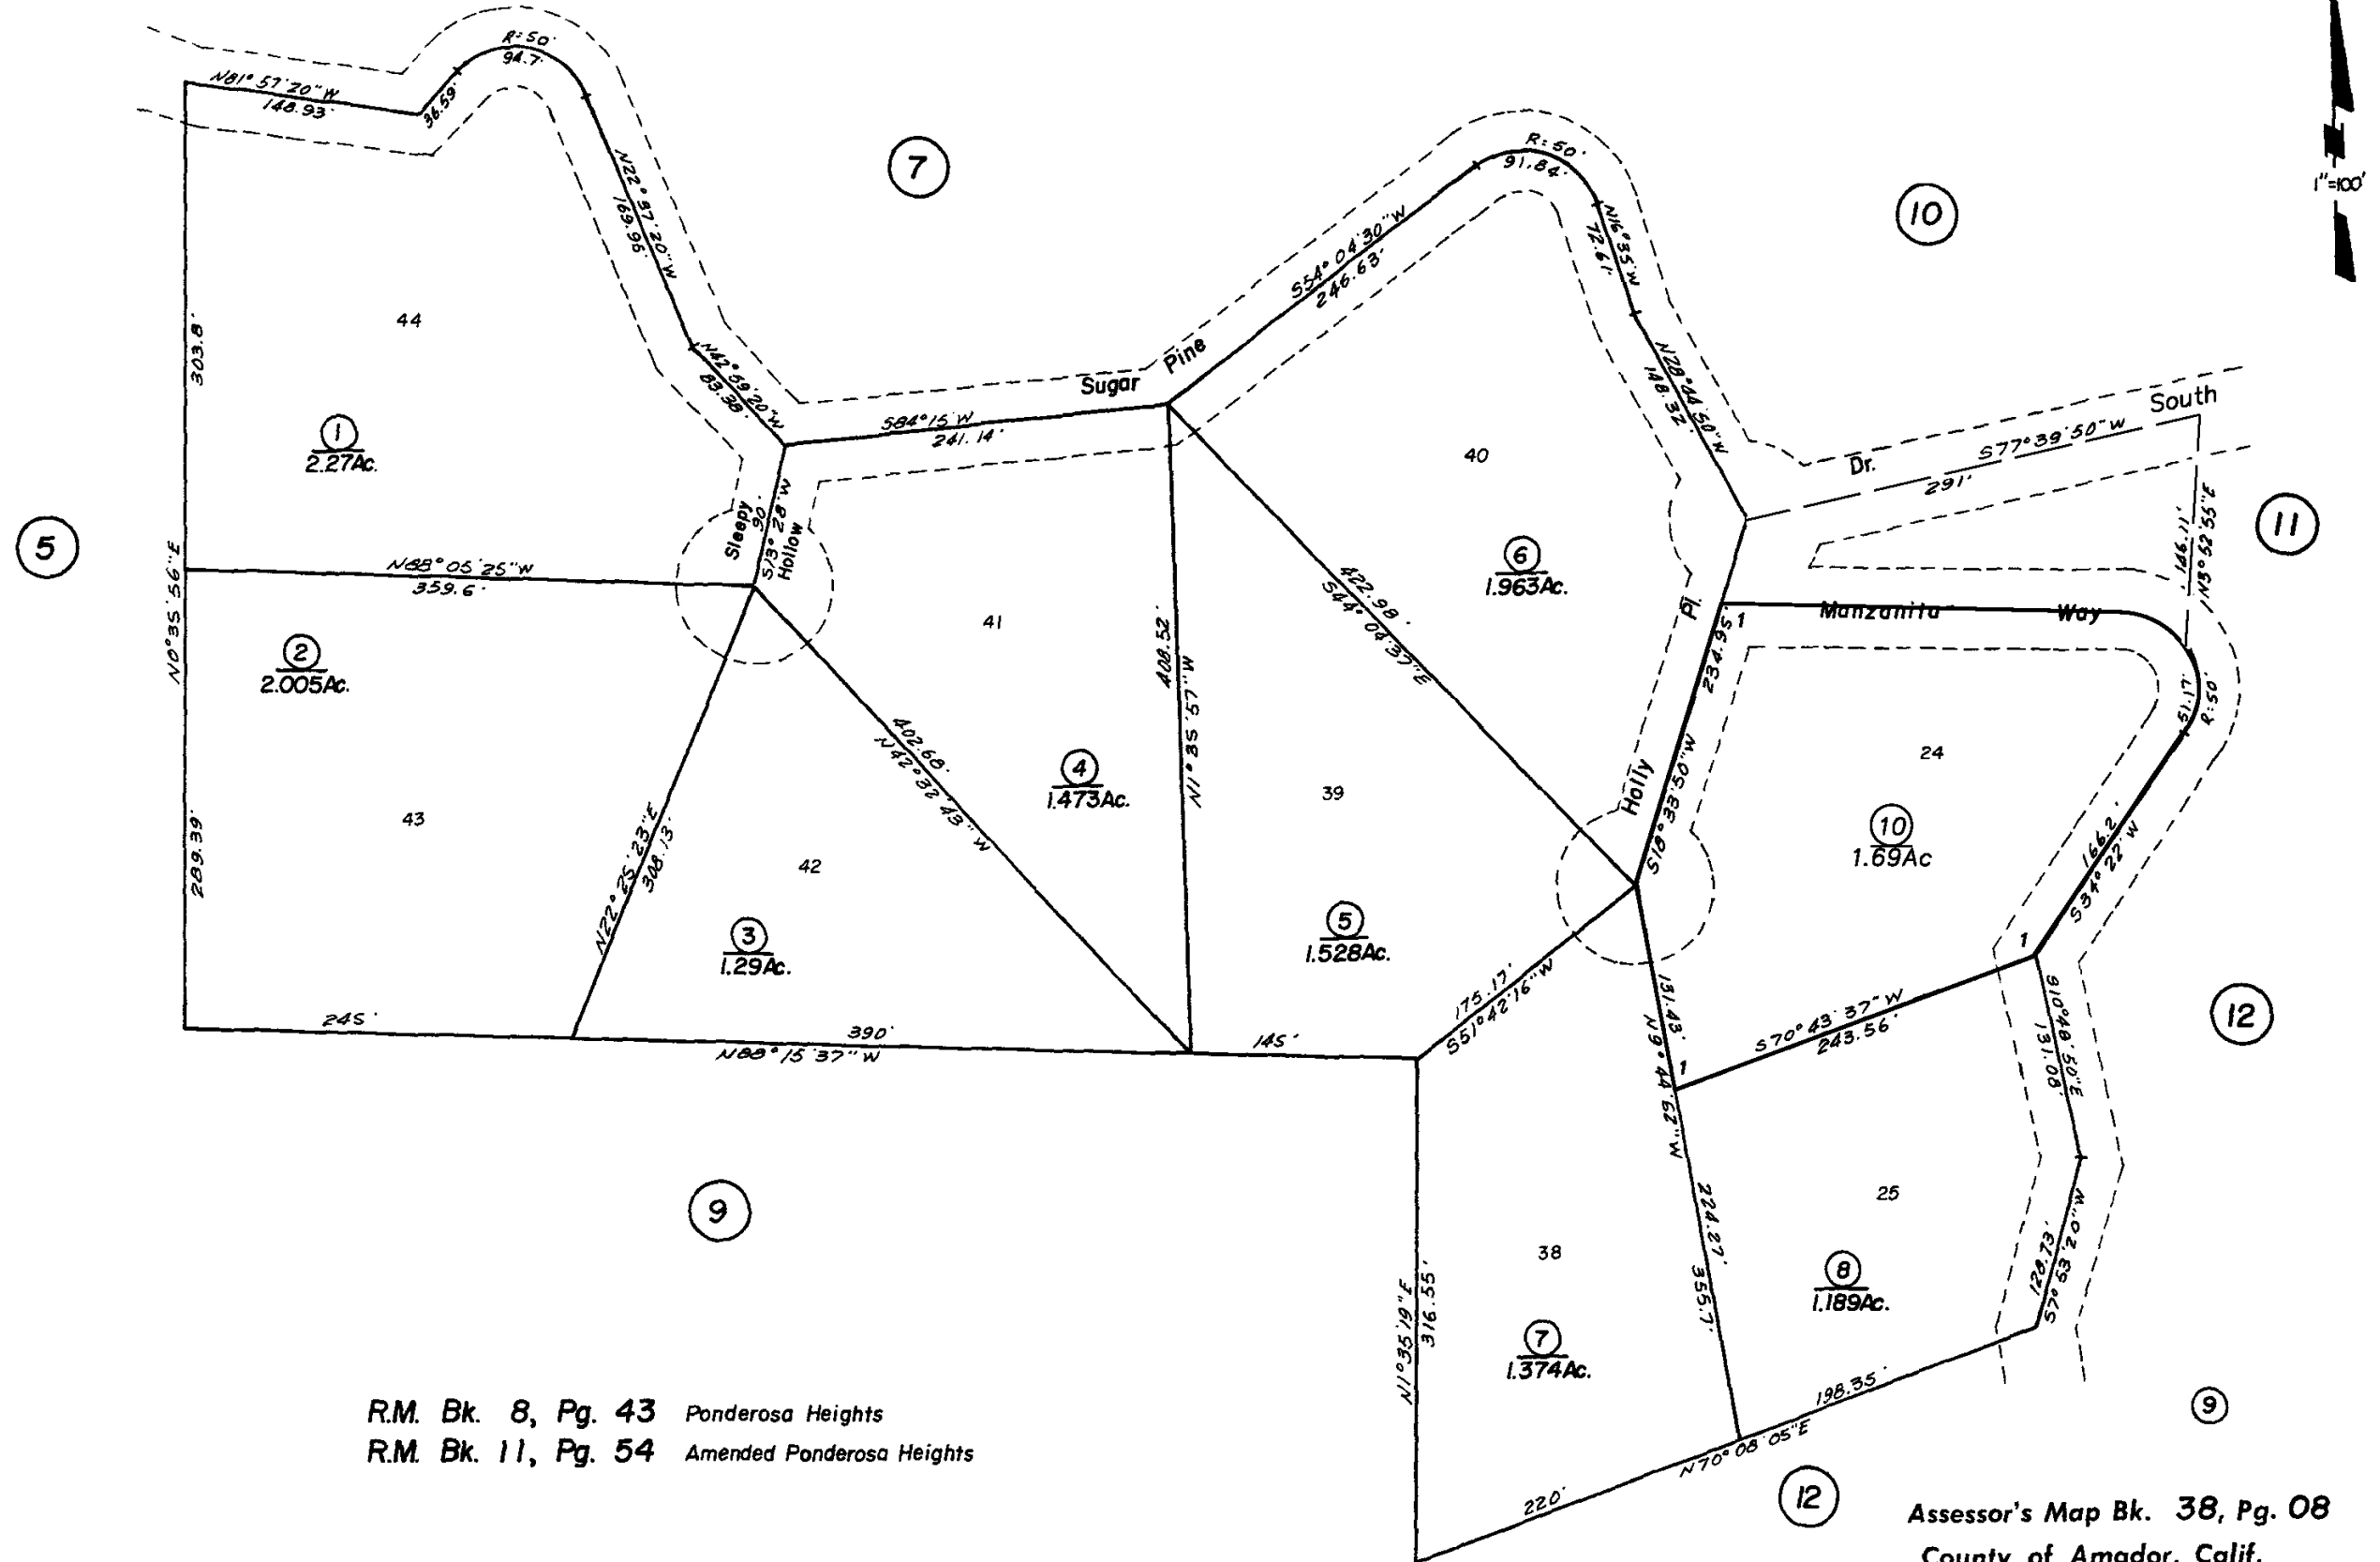 R=50'
94.7'
N81°57'20"W
148.93'
36.59'
7
R=50'
91.84'
10
1"=100'
N22°37'20"W
169.95'
N16°35'W
72.61'
S54°04'30"W
246.63'
44
303.8'
N42°59'20"W
83.38'
Sugar Pine
N28°44'50"W
148.32'
South
S84°15'W
241.14'
S77°39'50"W
Dr.
291'
1
2.27Ac.
40
Sleepy
Hollow
90'
S13°28'W
146.11'
N3°52'55"E
11
5
N88°05'25"W
359.6'
6
1.963Ac.
422.98'
S44°04'37"E
Pl.
1
Manzanita Way
41
408.52'
N1°35'57"W
234.95'
N0°35'56"E
2
2.005Ac.
51.17'
R=50'
402.68'
N42°32'43"W
24
4
1.473Ac.
39
Holly
S18°33'50"W
43
289.39'
N22°25'23"E
308.13'
42
10
1.69Ac
166.2'
S34°22'W
3
1.29Ac.
5
1.528Ac.
1
175.17'
S51°42'16"W
131.43'
S10°48'50"E
131.08'
12
245'
390'
145'
N88°15'37"W
S70°43'37"W
243.56'
1
N9°44'62"W
9
25
224.27'
355.7'
128.73'
S7°53'20"W
38
8
1.189Ac.
N1°35'19"E
316.55'
7
1.374Ac.
198.35'
9
R.M. Bk. 8, Pg. 43 Ponderosa Heights
R.M. Bk. 11, Pg. 54 Amended Ponderosa Heights
N70°08'05"E
220'
12
Assessor's Map Bk. 38, Pg. 08
County of Amador, Calif.